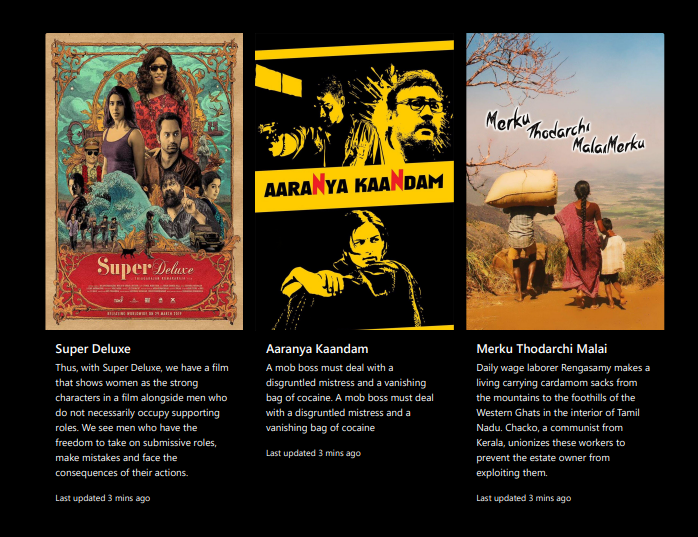 Super Deluxe
AARANYA KAANDAM
Merku
Thodarchi
MalaiMerku
Super Deluxe
Thus, with Super Deluxe, we have a film
that shows women as the strong
characters in a film alongside men who
do not necessarily occupy supporting
roles. We see men who have the
freedom to take on submissive roles,
make mistakes and face the
consequences of their actions.
Last updated 3 mins ago
Aaranya Kaandam
A mob boss must deal with a
disgruntled mistress and a vanishing
bag of cocaine. A mob boss must deal
with a disgruntled mistress and a
vanishing bag of cocaine
Last updated 3 mins ago
Merku Thodarchi Malai
Daily wage laborer Rengasamy makes a
living carrying cardamom sacks from
the mountains to the foothills of the
Western Ghats in the interior of Tamil
Nadu. Chacko, a communist from
Kerala, unionizes these workers to
prevent the estate owner from
exploiting them.
Last updated 3 mins ago